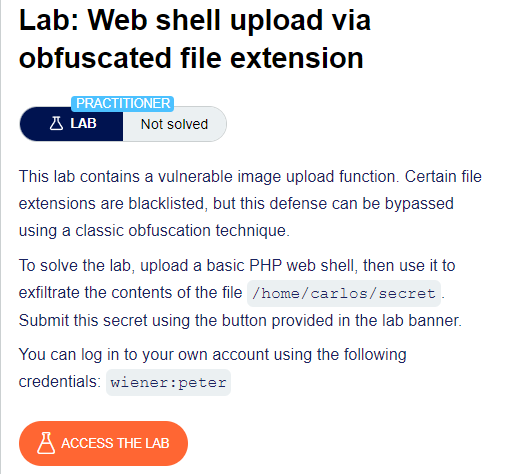 Lab: Web shell upload via
obfuscated file extension
PRACTITIONER
LAB
Not solved
This lab contains a vulnerable image upload function. Certain file
extensions are blacklisted, but this defense can be bypassed
using a classic obfuscation technique.
To solve the lab, upload a basic PHP web shell, then use it to
exfiltrate the contents of the file /home/carlos/secret.
Submit this secret using the button provided in the lab banner.
You can log in to your own account using the following
credentials: wiener:peter
ACCESS THE LAB